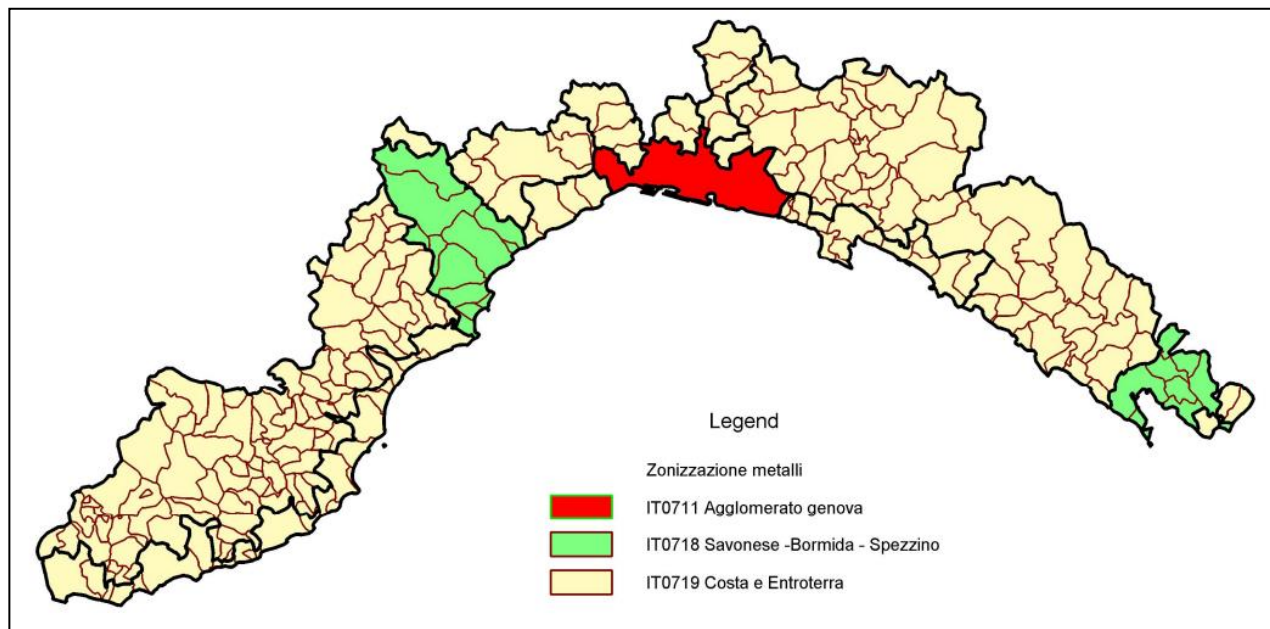 Legend
Zonizzazione metalli
IT0711 Agglomerato genova
IT0718 Savonese -Bormida - Spezzino
IT0719 Costa e Entroterra